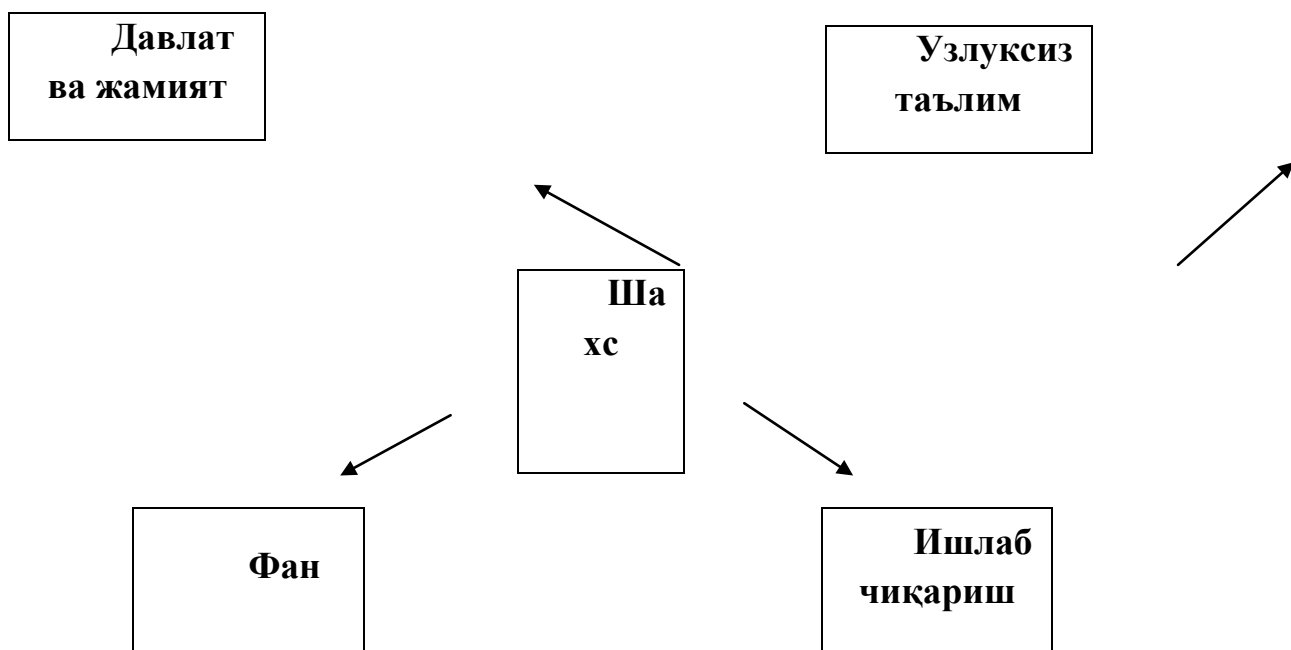 Давлат
ва жамият
Узлуксиз
таълим
Ша
хс
Фан
Ишлаб
чиқариш